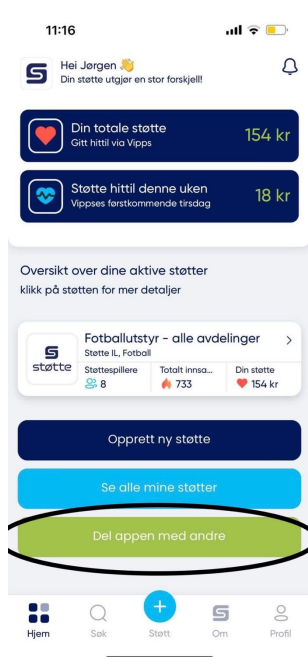 11:16
Hei Jørgen 👋
Din støtte utgjør en stor forskjell!
Din totale støtte
Gitt hittil via Vipps
154 kr
Støtte hittil denne uken
Vippses førstkommende tirsdag
18 kr
Oversikt over dine aktive støtter
klikk på støtten for mer detaljer
støtte
Fotballutstyr - alle avdelinger
Støtte IL, Fotball
Støttespillere
8
Totalt innsa...
733
Din støtte
154 kr
Opprett ny støtte
Se alle mine støtter
Del appen med andre
Hjem Søk Støtt Om Profil